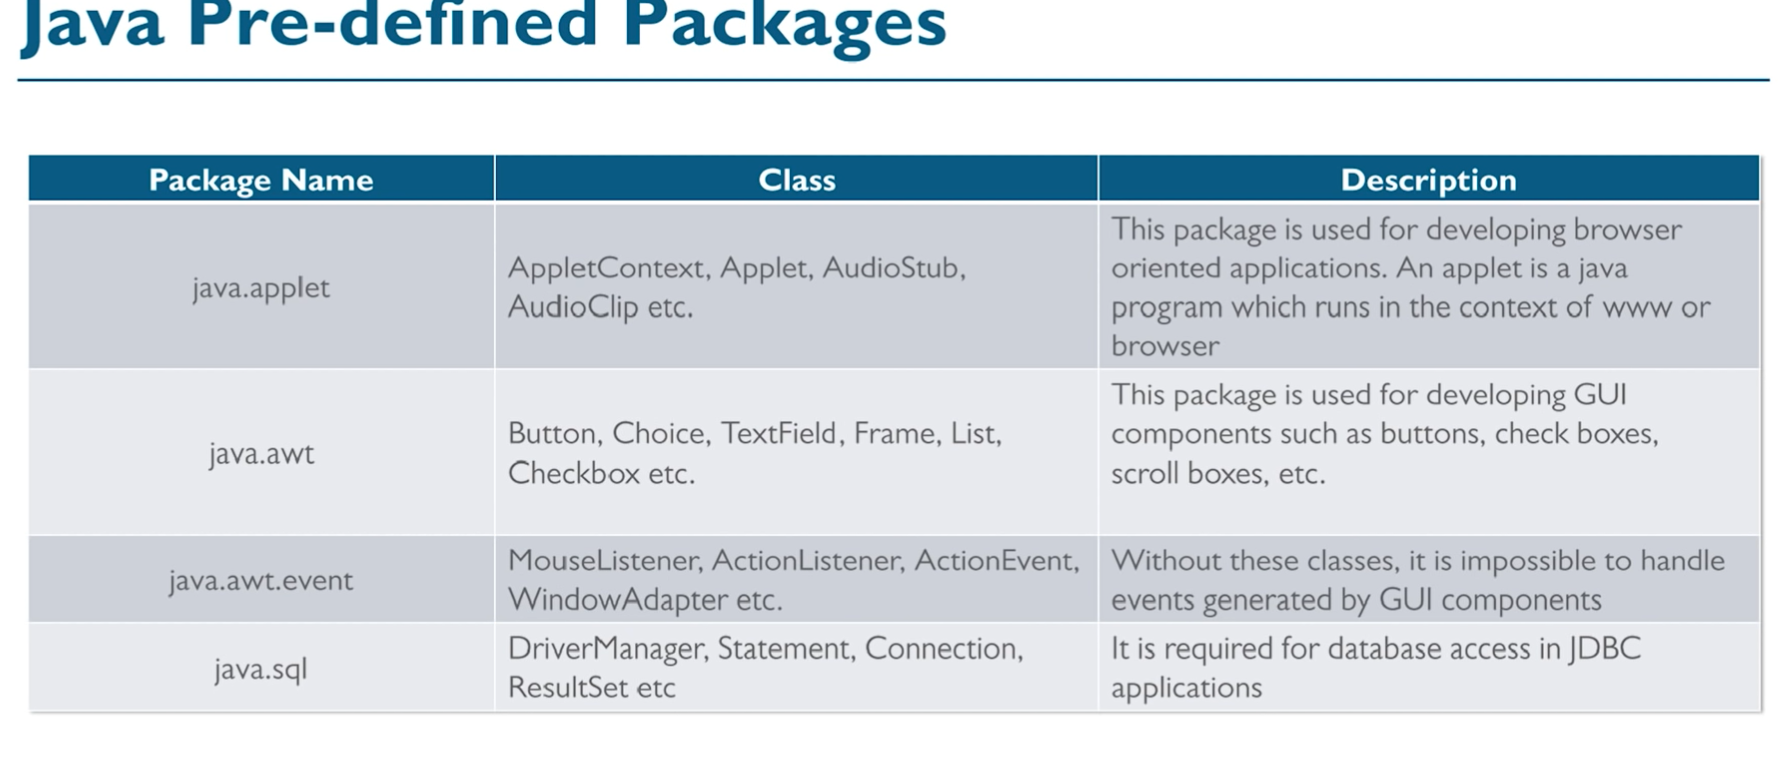 Java Pre-defined Packages
Package Name Class Description
java.applet
AppletContext, Applet, AudioStub,
AudioClip etc.
This package is used for developing browser
oriented applications. An applet is a java
program which runs in the context of www or
browser
java.awt
Button, Choice, TextField, Frame, List,
Checkbox etc.
This package is used for developing GUI
components such as buttons, check boxes,
scroll boxes, etc.
java.awt.event
MouseListener, ActionListener, ActionEvent,
WindowAdapter etc.
Without these classes, it is impossible to handle
events generated by GUI components
java.sql
DriverManager, Statement, Connection,
ResultSet etc
It is required for database access in JDBC
applications